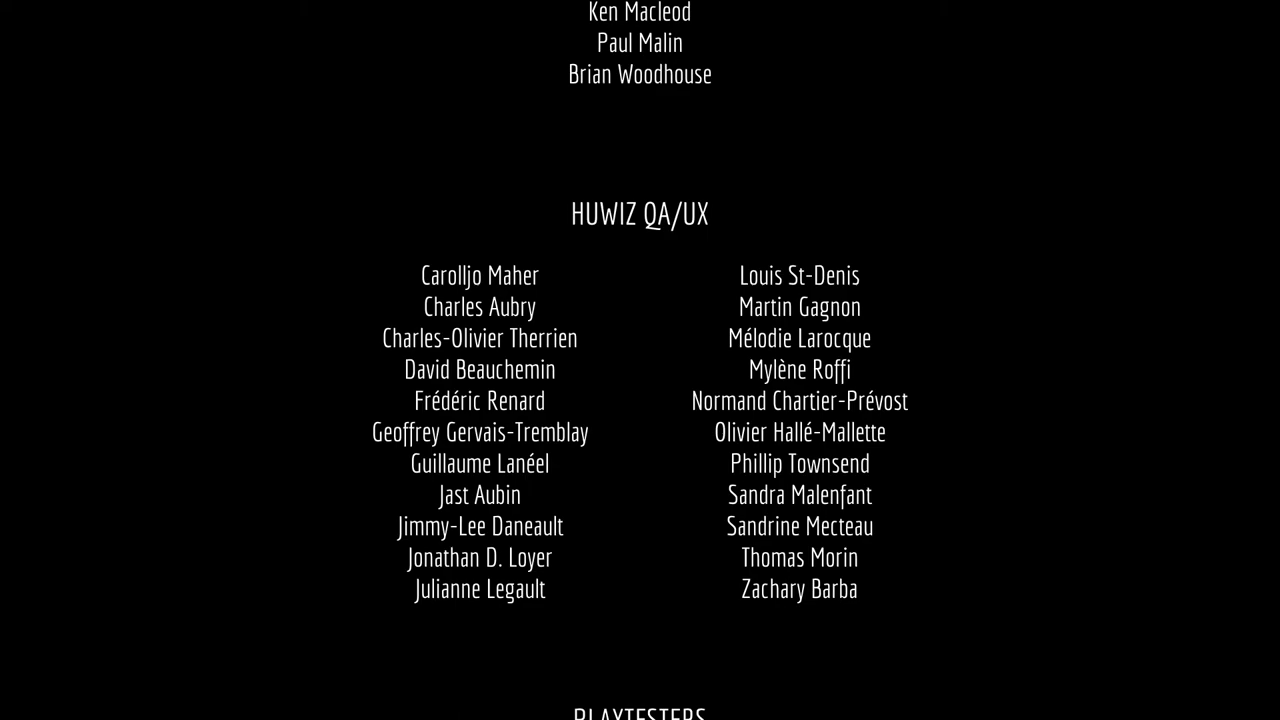 Ken Macleod
Paul Malin
Brian Woodhouse
HUWIZ QA/UX
Carolljo Maher
Charles Aubry
Charles-Olivier Therrien
David Beauchemin
Frédéric Renard
Geoffrey Gervais-Tremblay
Guillaume Lanéel
Jast Aubin
Jimmy-Lee Daneault
Jonathan D. Loyer
Julianne Legault
Louis St-Denis
Martin Gagnon
Mélodie Larocque
Mylène Roffi
Normand Chartier-Prévost
Olivier Hallé-Mallette
Phillip Townsend
Sandra Malenfant
Sandrine Mecteau
Thomas Morin
Zachary Barba
PLAYTESTERS